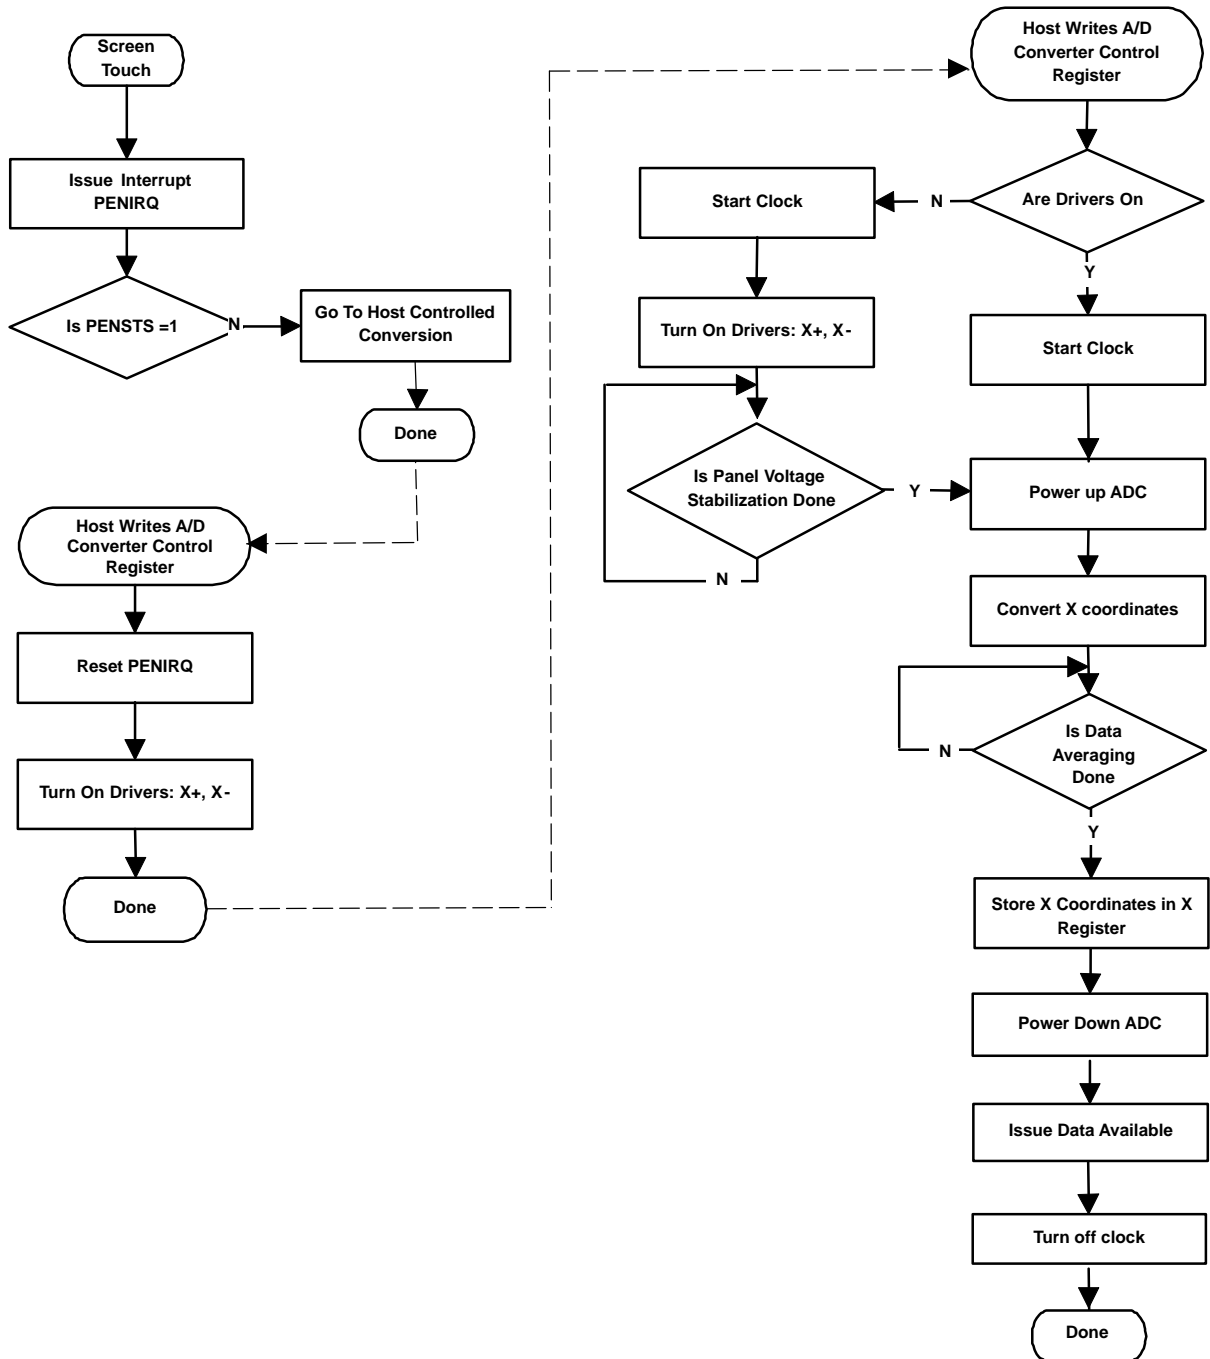 Screen
Touch
Issue Interrupt
PENIRQ
Is PENSTS =1
N
Go To Host Controlled
Conversion
Done
Host Writes A/D
Converter Control
Register
Reset PENIRQ
Turn On Drivers: X+, X-
Done
Host Writes A/D
Converter Control
Register
Are Drivers On
N
Start Clock
Y
Turn On Drivers: X+, X-
Start Clock
Is Panel Voltage
Stabilization Done
Y
N
Power up ADC
Convert X coordinates
Is Data
Averaging
Done
N
Y
Store X Coordinates in X
Register
Power Down ADC
Issue Data Available
Turn off clock
Done